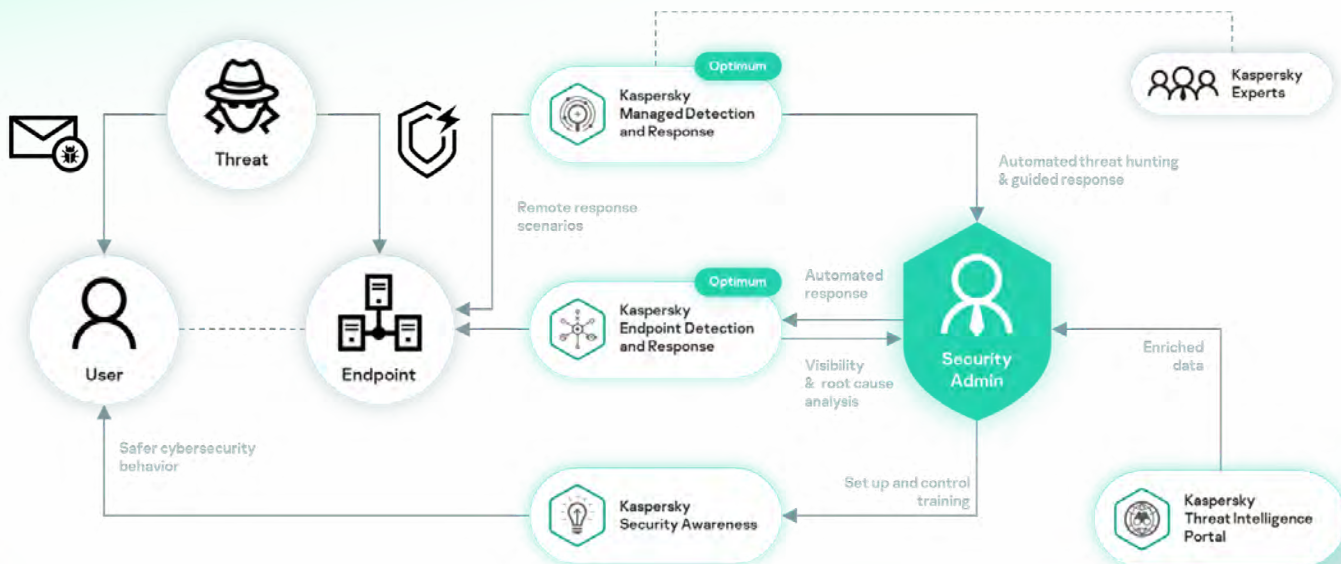 Optimum
Kaspersky
Managed Detection
and Response
Kaspersky
Experts
Threat
Automated threat hunting
& guided response
Remote response
scenarios
Optimum
Kaspersky
Endpoint Detection
and Response
Automated
response
Visibility
& root cause
analysis
Security
Admin
Enriched
data
User
Endpoint
Safer cybersecurity
behavior
Kaspersky
Security Awareness
Set up and control
training
Kaspersky
Threat Intelligence
Portal